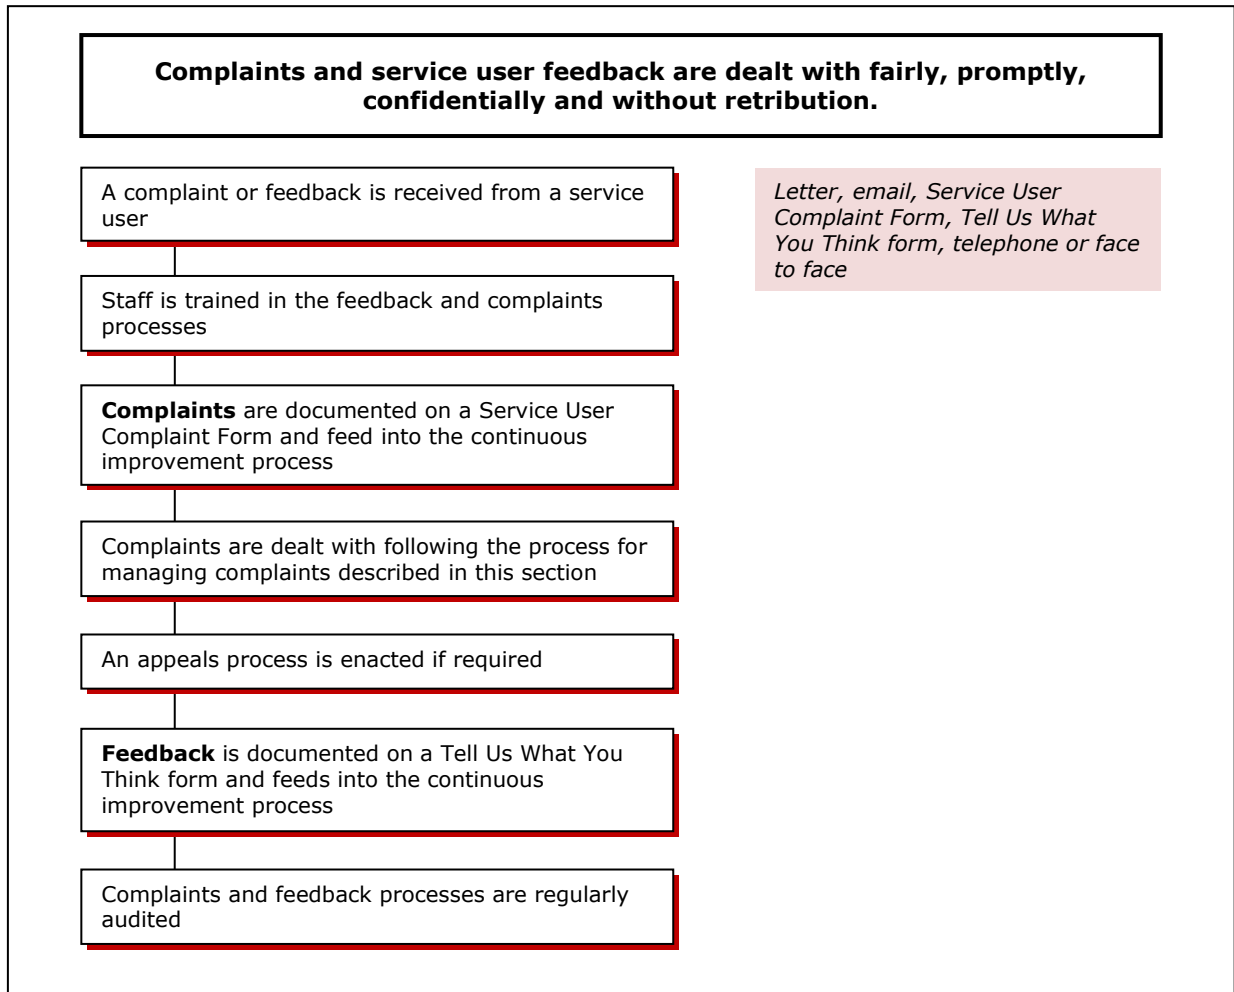 Complaints and service user feedback are dealt with fairly, promptly,
confidentially and without retribution.
A complaint or feedback is received from a service
user
Letter, email, Service User
Complaint Form, Tell Us What
You Think form, telephone or face
to face
Staff is trained in the feedback and complaints
processes
Complaints are documented on a Service User
Complaint Form and feed into the continuous
improvement process
Complaints are dealt with following the process for
managing complaints described in this section
An appeals process is enacted if required
Feedback is documented on a Tell Us What You
Think form and feeds into the continuous
improvement process
Complaints and feedback processes are regularly
audited